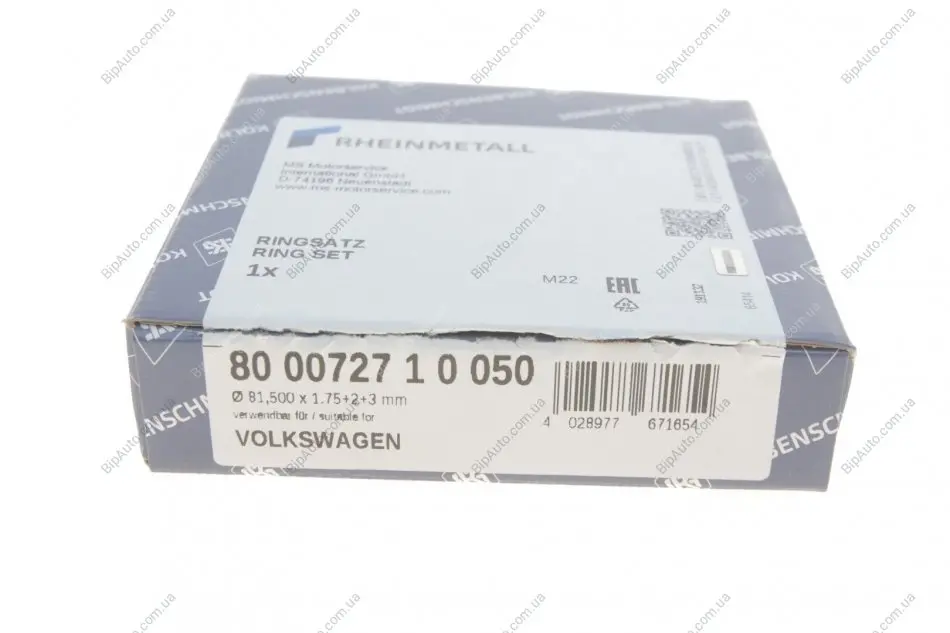 RHEINMETALL
MS Motorservice
International GmbH
D-74196 Neuenstadt
www.ms-motorservice.com
RINGSATZ
RING SET
1x
M22
EAC
80 00727 1 0 050
Ø 81,500 x 1.75+2+3 mm
verwendbar für / suitable for
VOLKSWAGEN
4 028977 671654
KOLBENSCHMIDT
BipAuto.com.ua